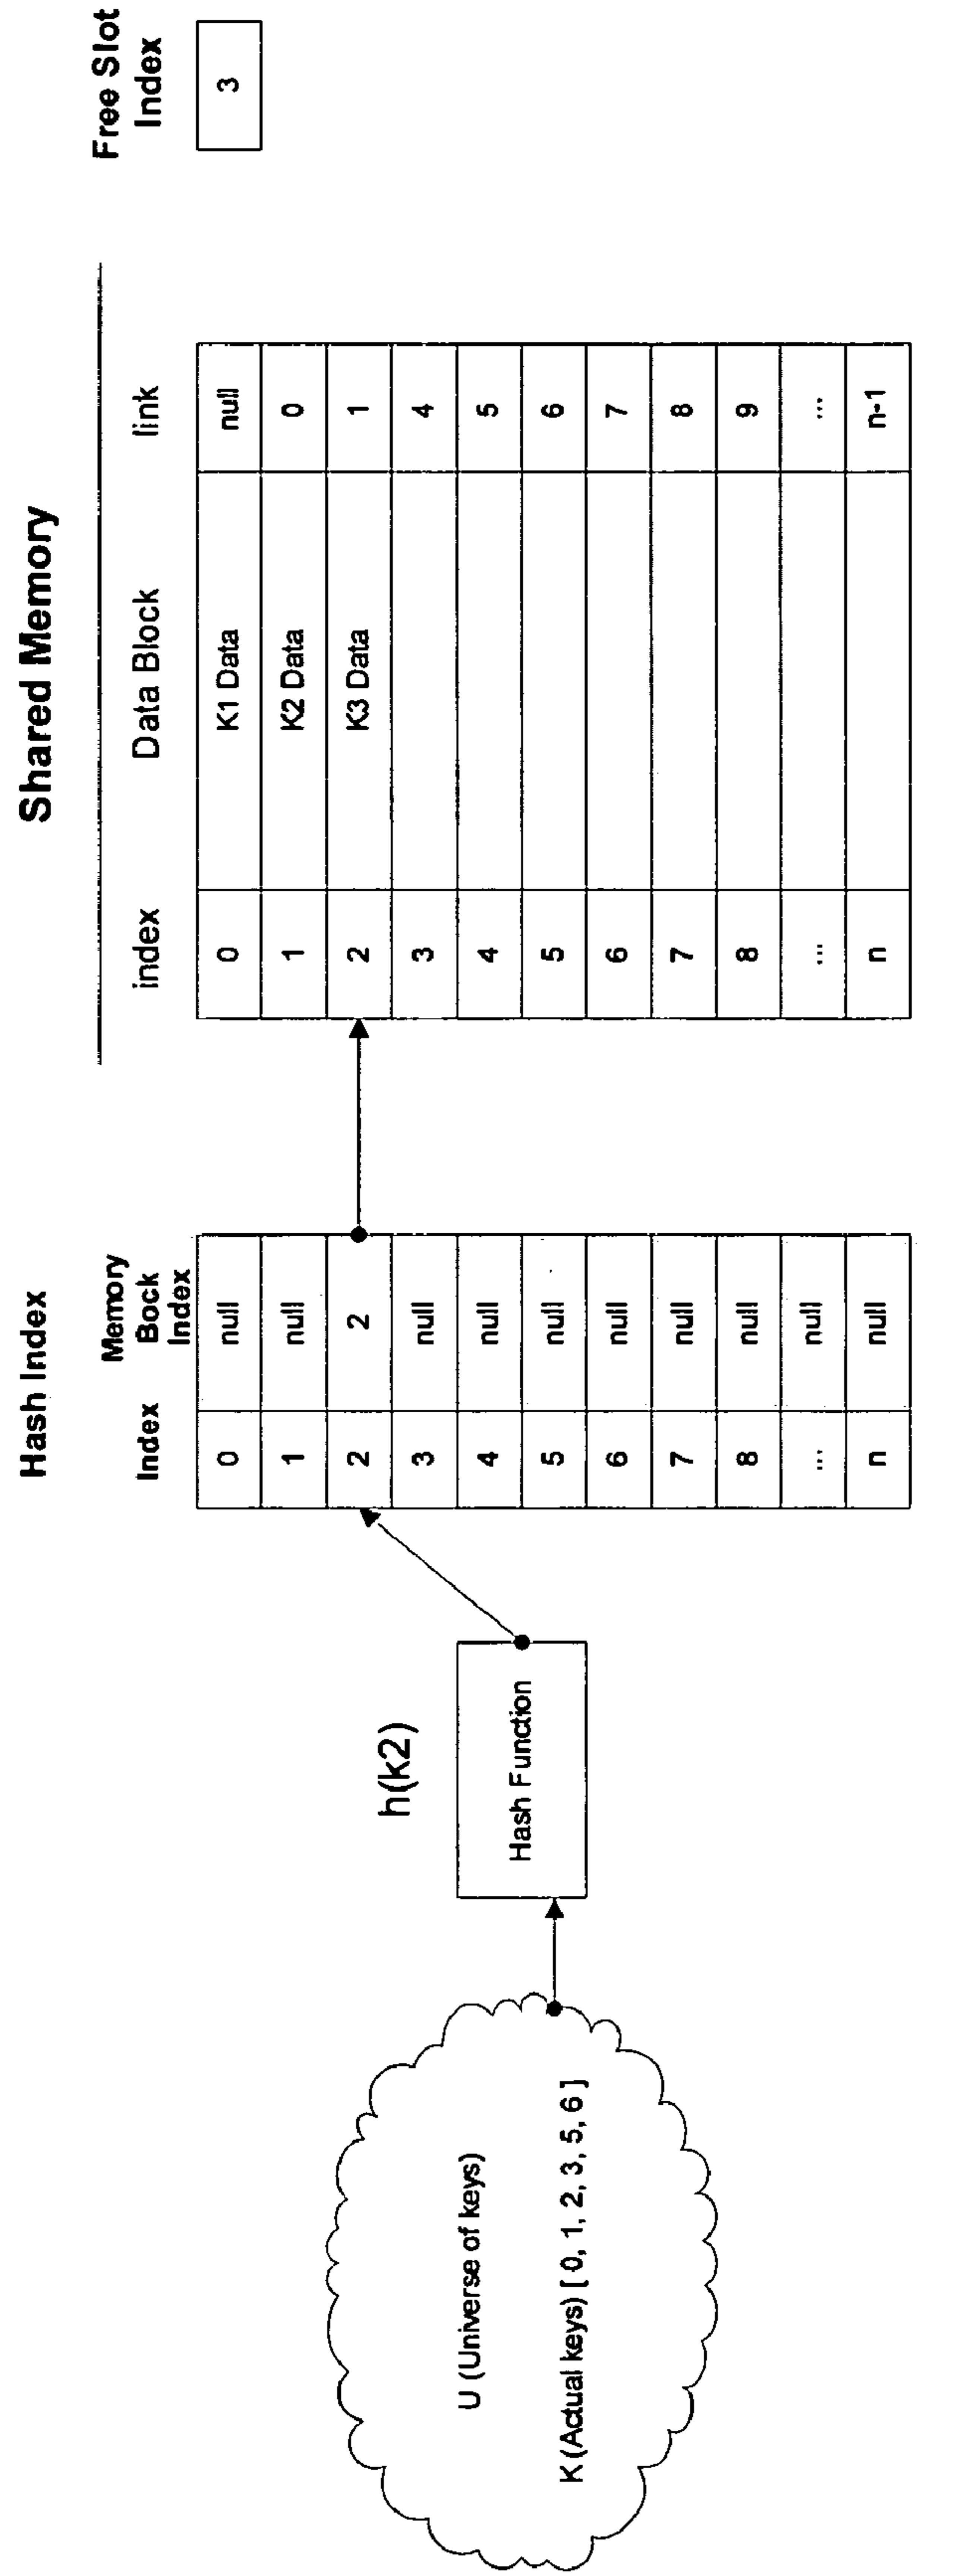 Shared Memory
Hash Index
Free Slot
Index
Index
Memory
Bock
Index
index
Data Block
link
3
0 null
1 null
2 2
3 null
4 null
5 null
6 null
7 null
8 null
... null
n null
0 K1 Data null
1 K2 Data 0
2 K3 Data 1
3 4
4 5
5 6
6 7
7 8
8 9
... ...
n n-1
h(k2)
Hash Function
U (Universe of keys)
K (Actual keys) [ 0, 1, 2, 3, 5, 6 ]